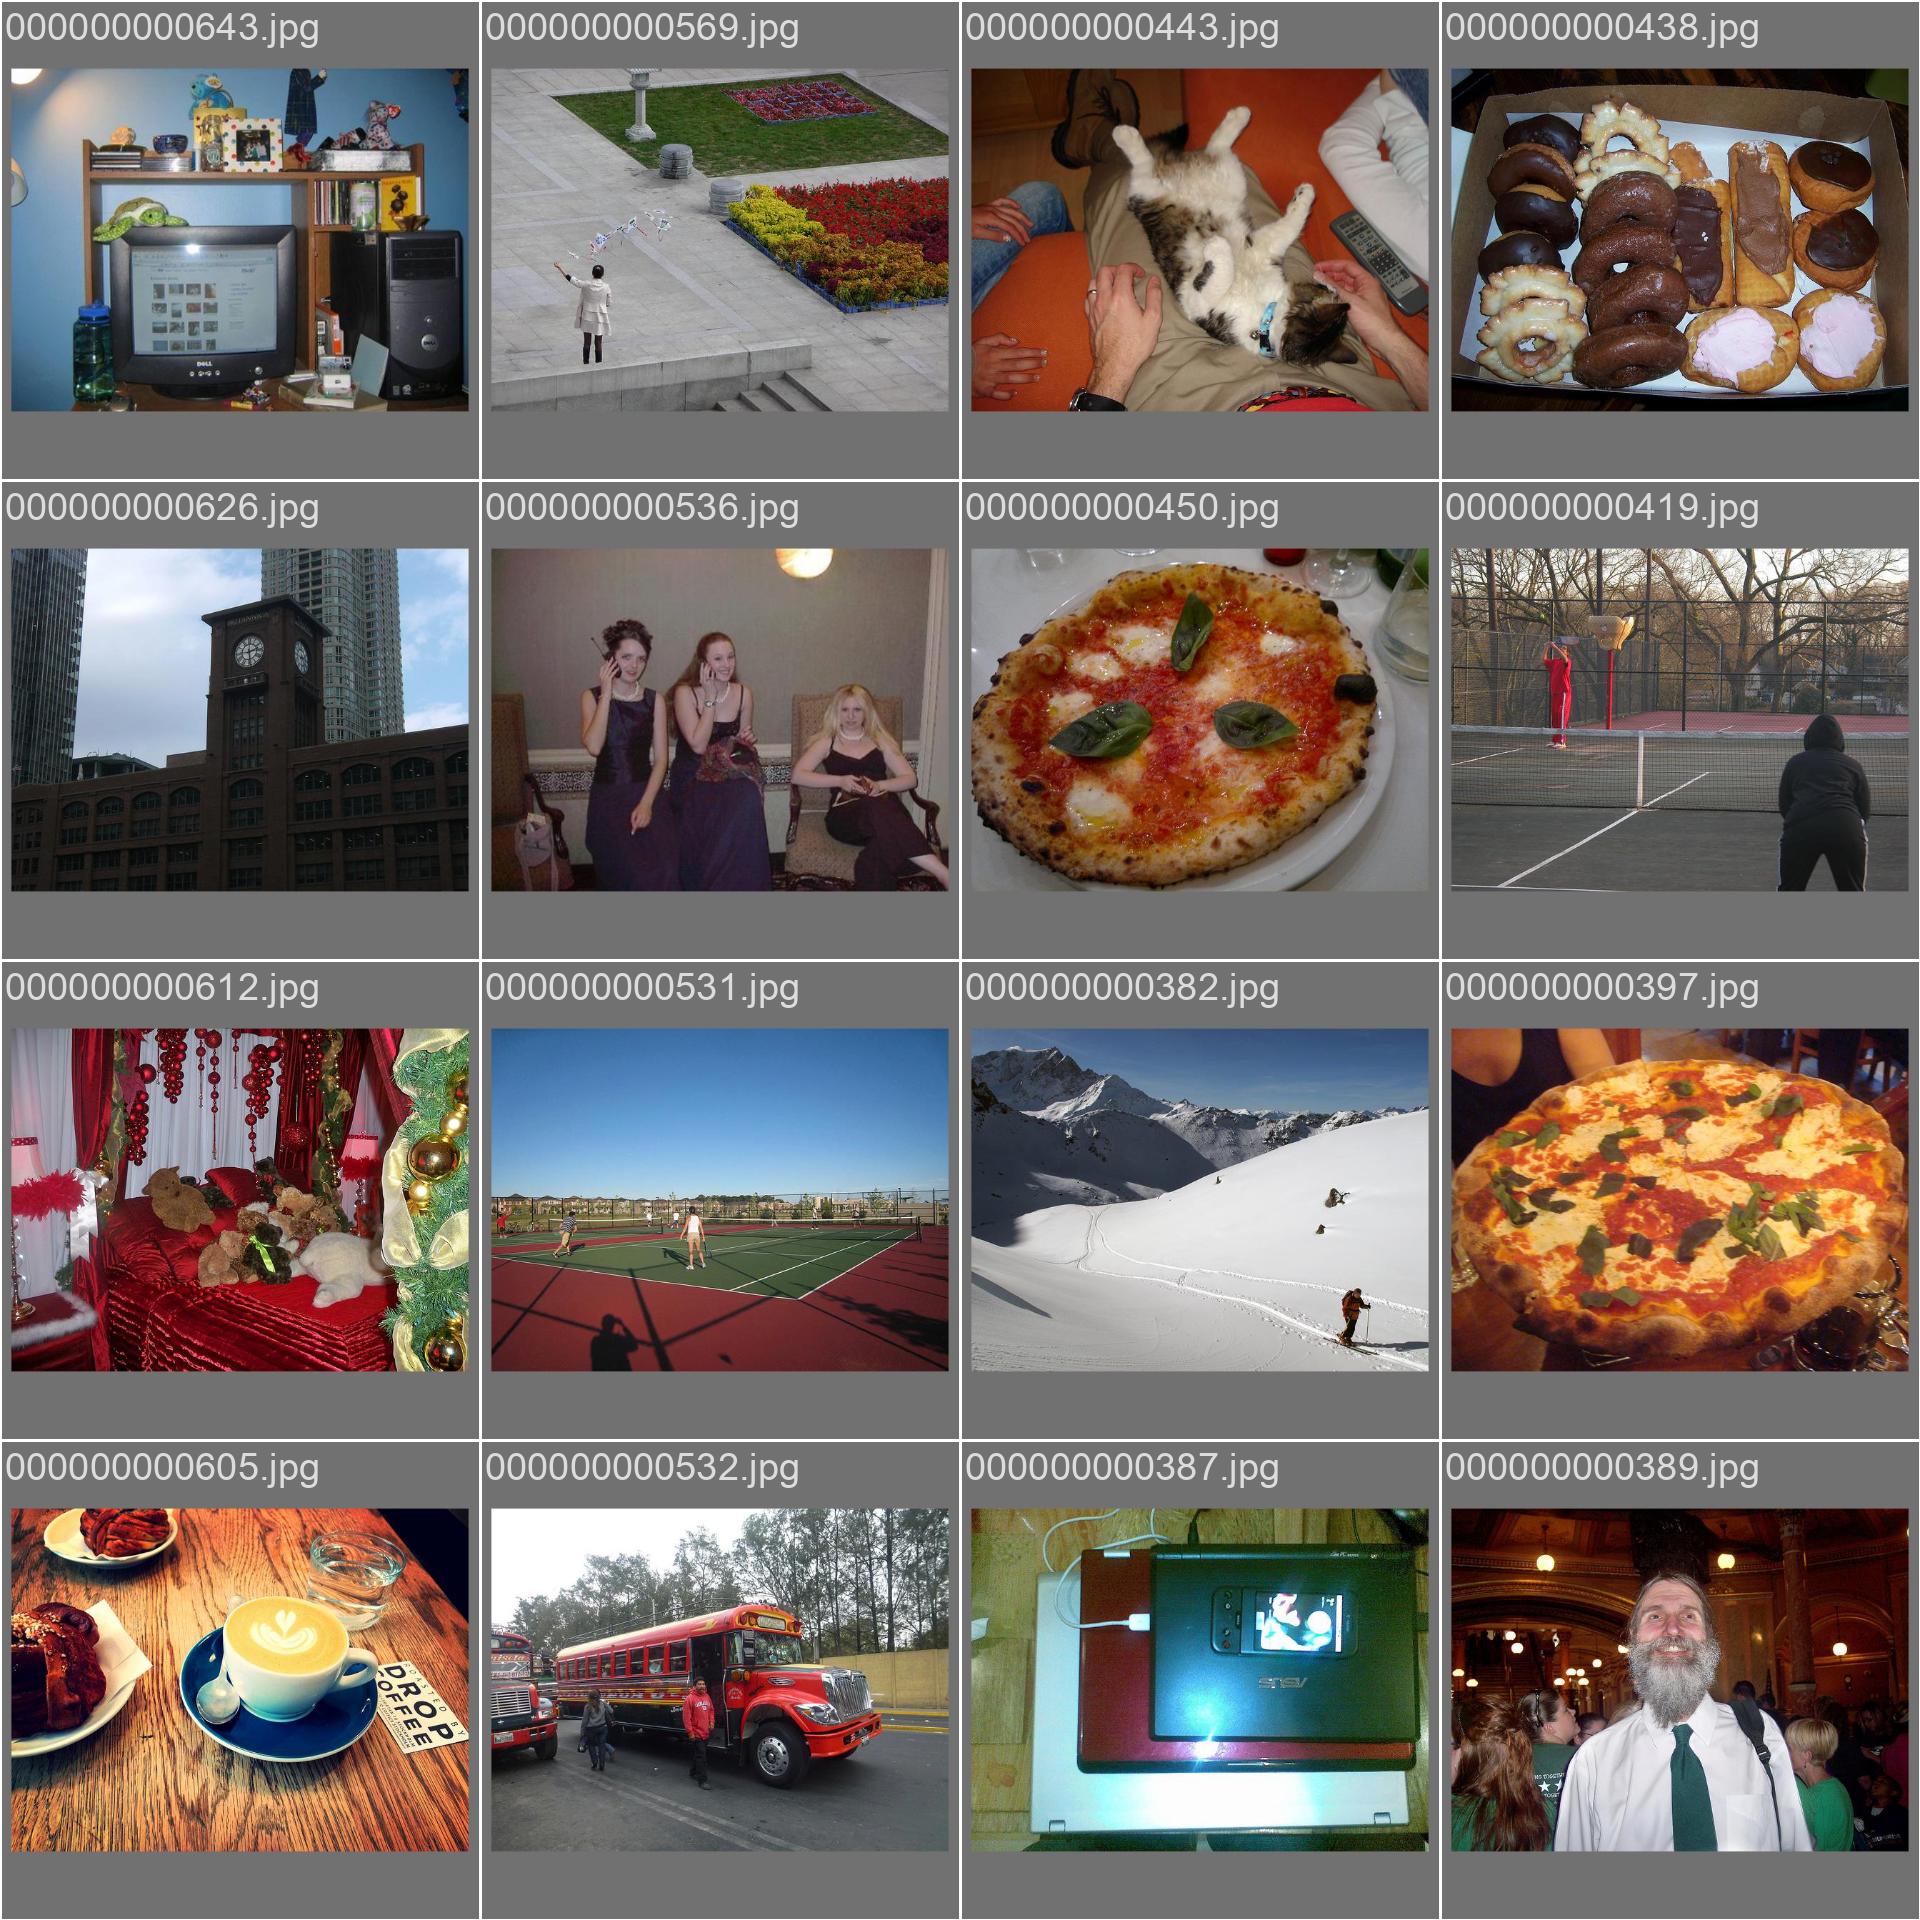 000000000643.jpg
000000000569.jpg
000000000443.jpg
000000000438.jpg
DELL
000000000626.jpg
000000000536.jpg
000000000450.jpg
000000000419.jpg
000000000612.jpg
000000000531.jpg
000000000382.jpg
000000000397.jpg
000000000605.jpg
000000000532.jpg
000000000387.jpg
000000000389.jpg
ROASTED BY
DROP
COFFEE
ASUS